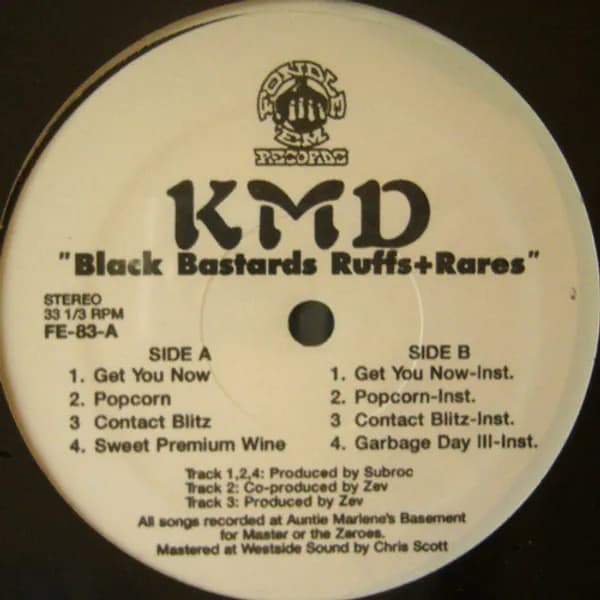 FONDLE
'EM
RECORDS
KMD
"Black Bastards Ruffs+Rares"
STEREO
33 1/3 RPM
FE-83-A
SIDE A
1. Get You Now
2. Popcorn
3 Contact Blitz
4. Sweet Premium Wine
SIDE B
1. Get You Now-Inst.
2. Popcorn-Inst.
3 Contact Blitz-Inst.
4. Garbage Day III-Inst.
Track 1,2,4: Produced by Subroc
Track 2: Co-produced by Zev
Track 3: Produced by Zev
All songs recorded at Auntie Marlene's Basement
for Master or the Zeroes.
Mastered at Westside Sound by Chris Scott